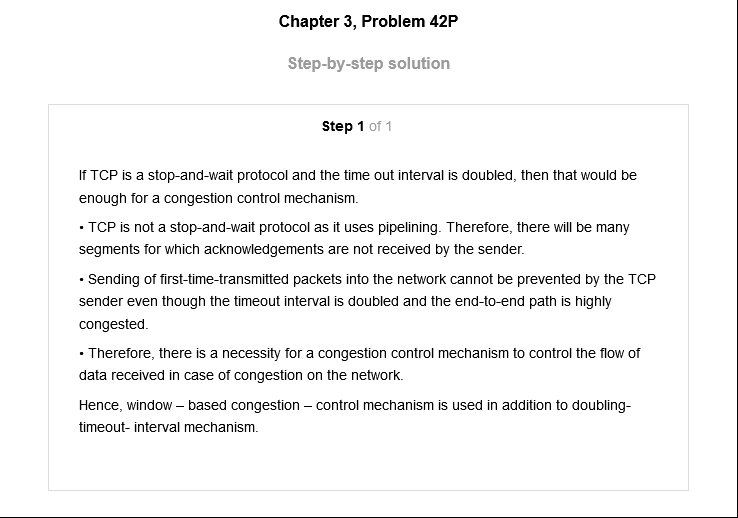 Chapter 3, Problem 42P
Step-by-step solution
Step 1 of 1
If TCP is a stop-and-wait protocol and the time out interval is doubled, then that would be
enough for a congestion control mechanism.
• TCP is not a stop-and-wait protocol as it uses pipelining. Therefore, there will be many
segments for which acknowledgements are not received by the sender.
• Sending of first-time-transmitted packets into the network cannot be prevented by the TCP
sender even though the timeout interval is doubled and the end-to-end path is highly
congested.
• Therefore, there is a necessity for a congestion control mechanism to control the flow of
data received in case of congestion on the network.
Hence, window – based congestion – control mechanism is used in addition to doubling-
timeout- interval mechanism.